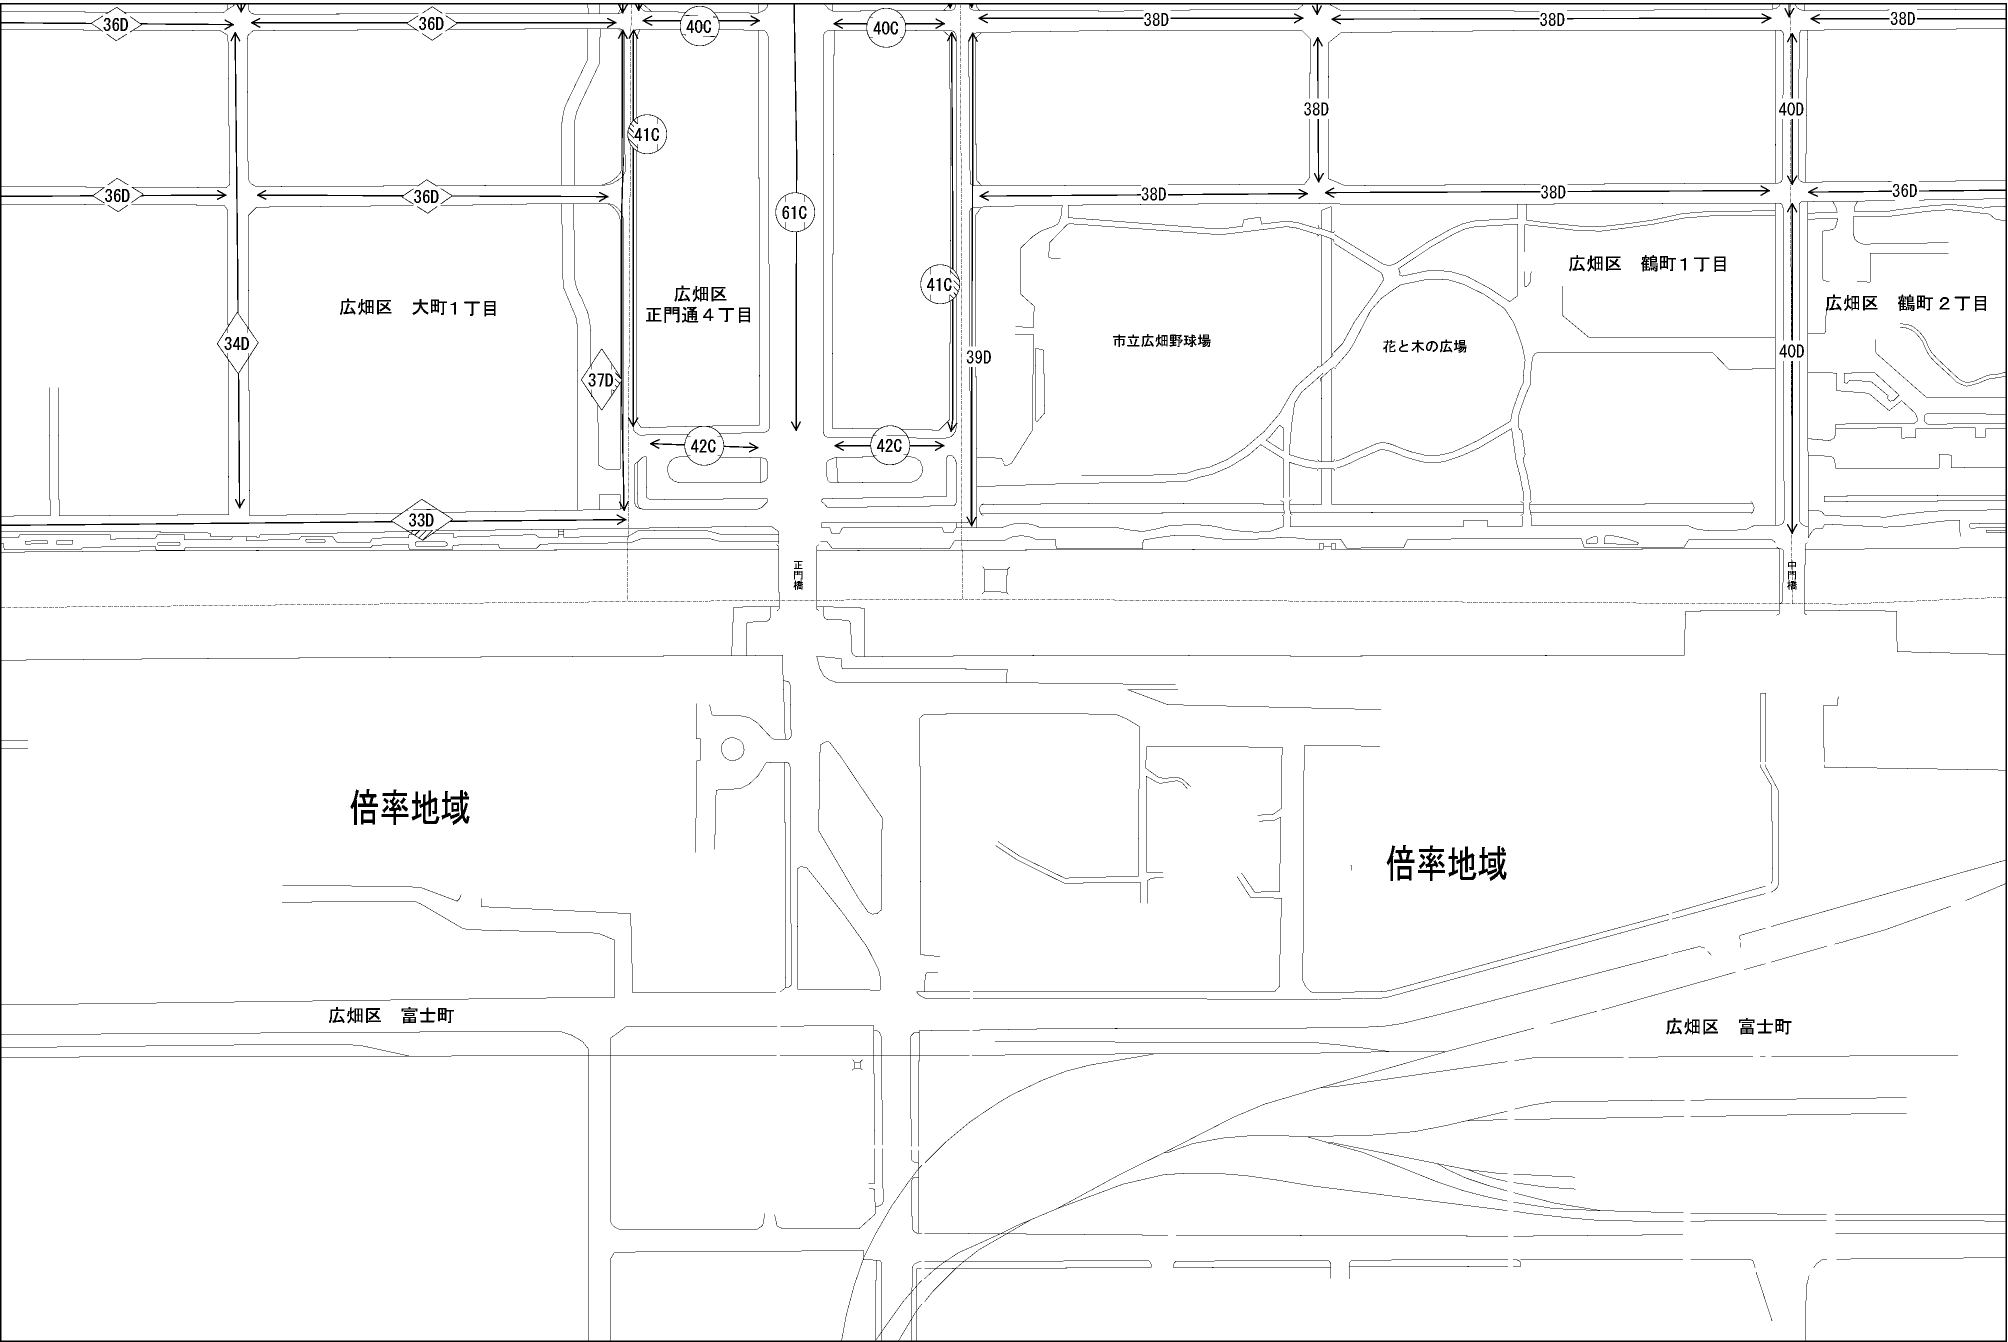 36D
36D
40C
40C
38D
38D
38D
38D
40D
41C
36D
36D
38D
38D
36D
61C
広畑区　鶴町１丁目
41C
広畑区
正門通４丁目
広畑区　大町１丁目
広畑区　鶴町２丁目
34D
市立広畑野球場
花と木の広場
39D
40D
37D
42C
42C
33D
正門橋
中門橋
倍率地域
倍率地域
広畑区　富士町
広畑区　富士町